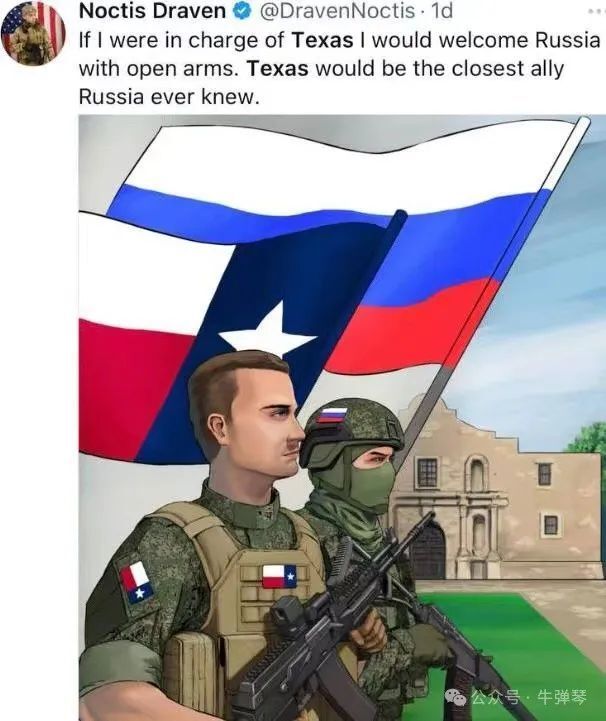 Noctis Draven @DravenNoctis · 1d
If I were in charge of Texas I would welcome Russia
with open arms. Texas would be the closest ally
Russia ever knew.
公众号 · 牛弹琴